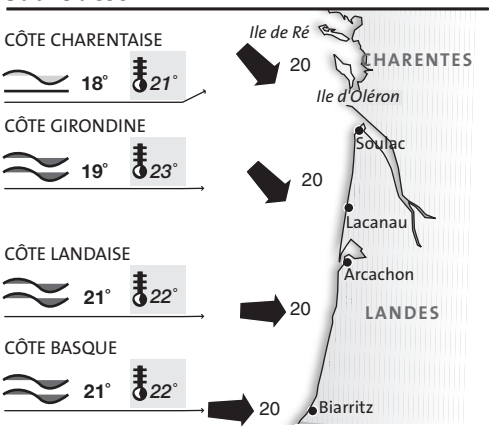 CÔTE CHARENTAISE
18° 21°
20
Ile de Ré
CHARENTES
Ile d'Oléron
CÔTE GIRONDINE
19° 23°
20
Soulac
Lacanau
CÔTE LANDAISE
21° 22°
20
Arcachon
LANDES
CÔTE BASQUE
21° 22°
20
Biarritz